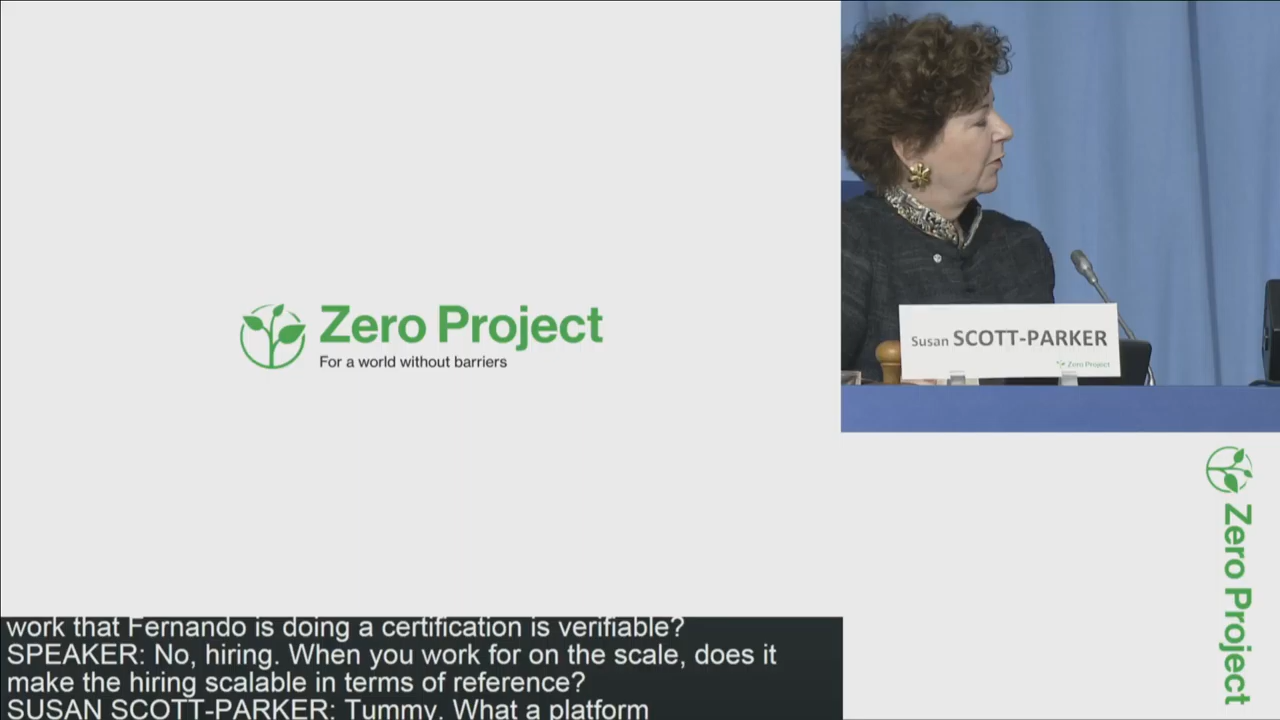 Zero Project
For a world without barriers
Susan SCOTT-PARKER
Zero Project
Zero Project
work that Fernando is doing a certification is verifiable?
SPEAKER: No, hiring. When you work for on the scale, does it
make the hiring scalable in terms of reference?
SUSAN SCOTT-PARKER: Tummy. What a platform